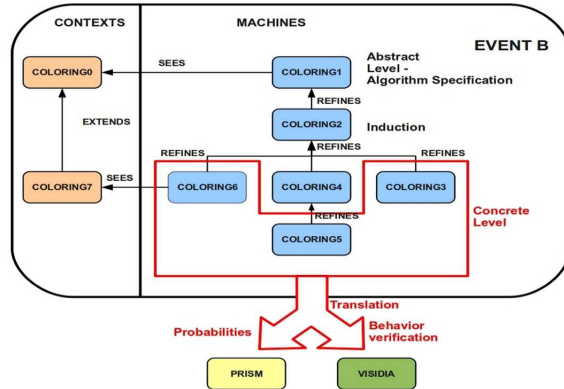 CONTEXTS
MACHINES
EVENT B
COLORING0
SEES
COLORING1
Abstract
Level -
Algorithm Specification
REFINES
COLORING2
Induction
EXTENDS
REFINES
REFINES
REFINES
COLORING7
SEES
COLORING6
COLORING4
COLORING3
REFINES
Concrete
Level
COLORING5
Translation
Probabilities
Behavior
verification
PRISM
VISIDIA